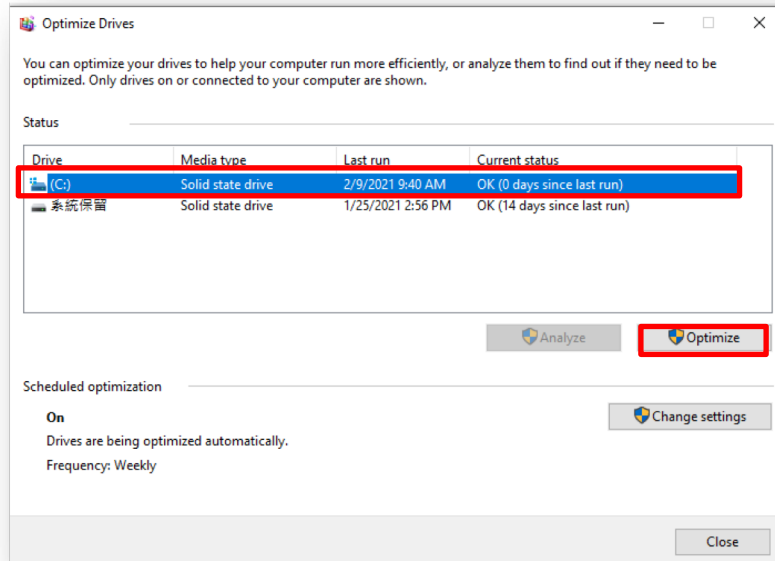 Optimize Drives
You can optimize your drives to help your computer run more efficiently, or analyze them to find out if they need to be
optimized. Only drives on or connected to your computer are shown.
Status
Drive Media type Last run Current status
(C:) Solid state drive 2/9/2021 9:40 AM OK (0 days since last run)
系統保留 Solid state drive 1/25/2021 2:56 PM OK (14 days since last run)
Analyze Optimize
Scheduled optimization
On Change settings
Drives are being optimized automatically.
Frequency: Weekly
Close